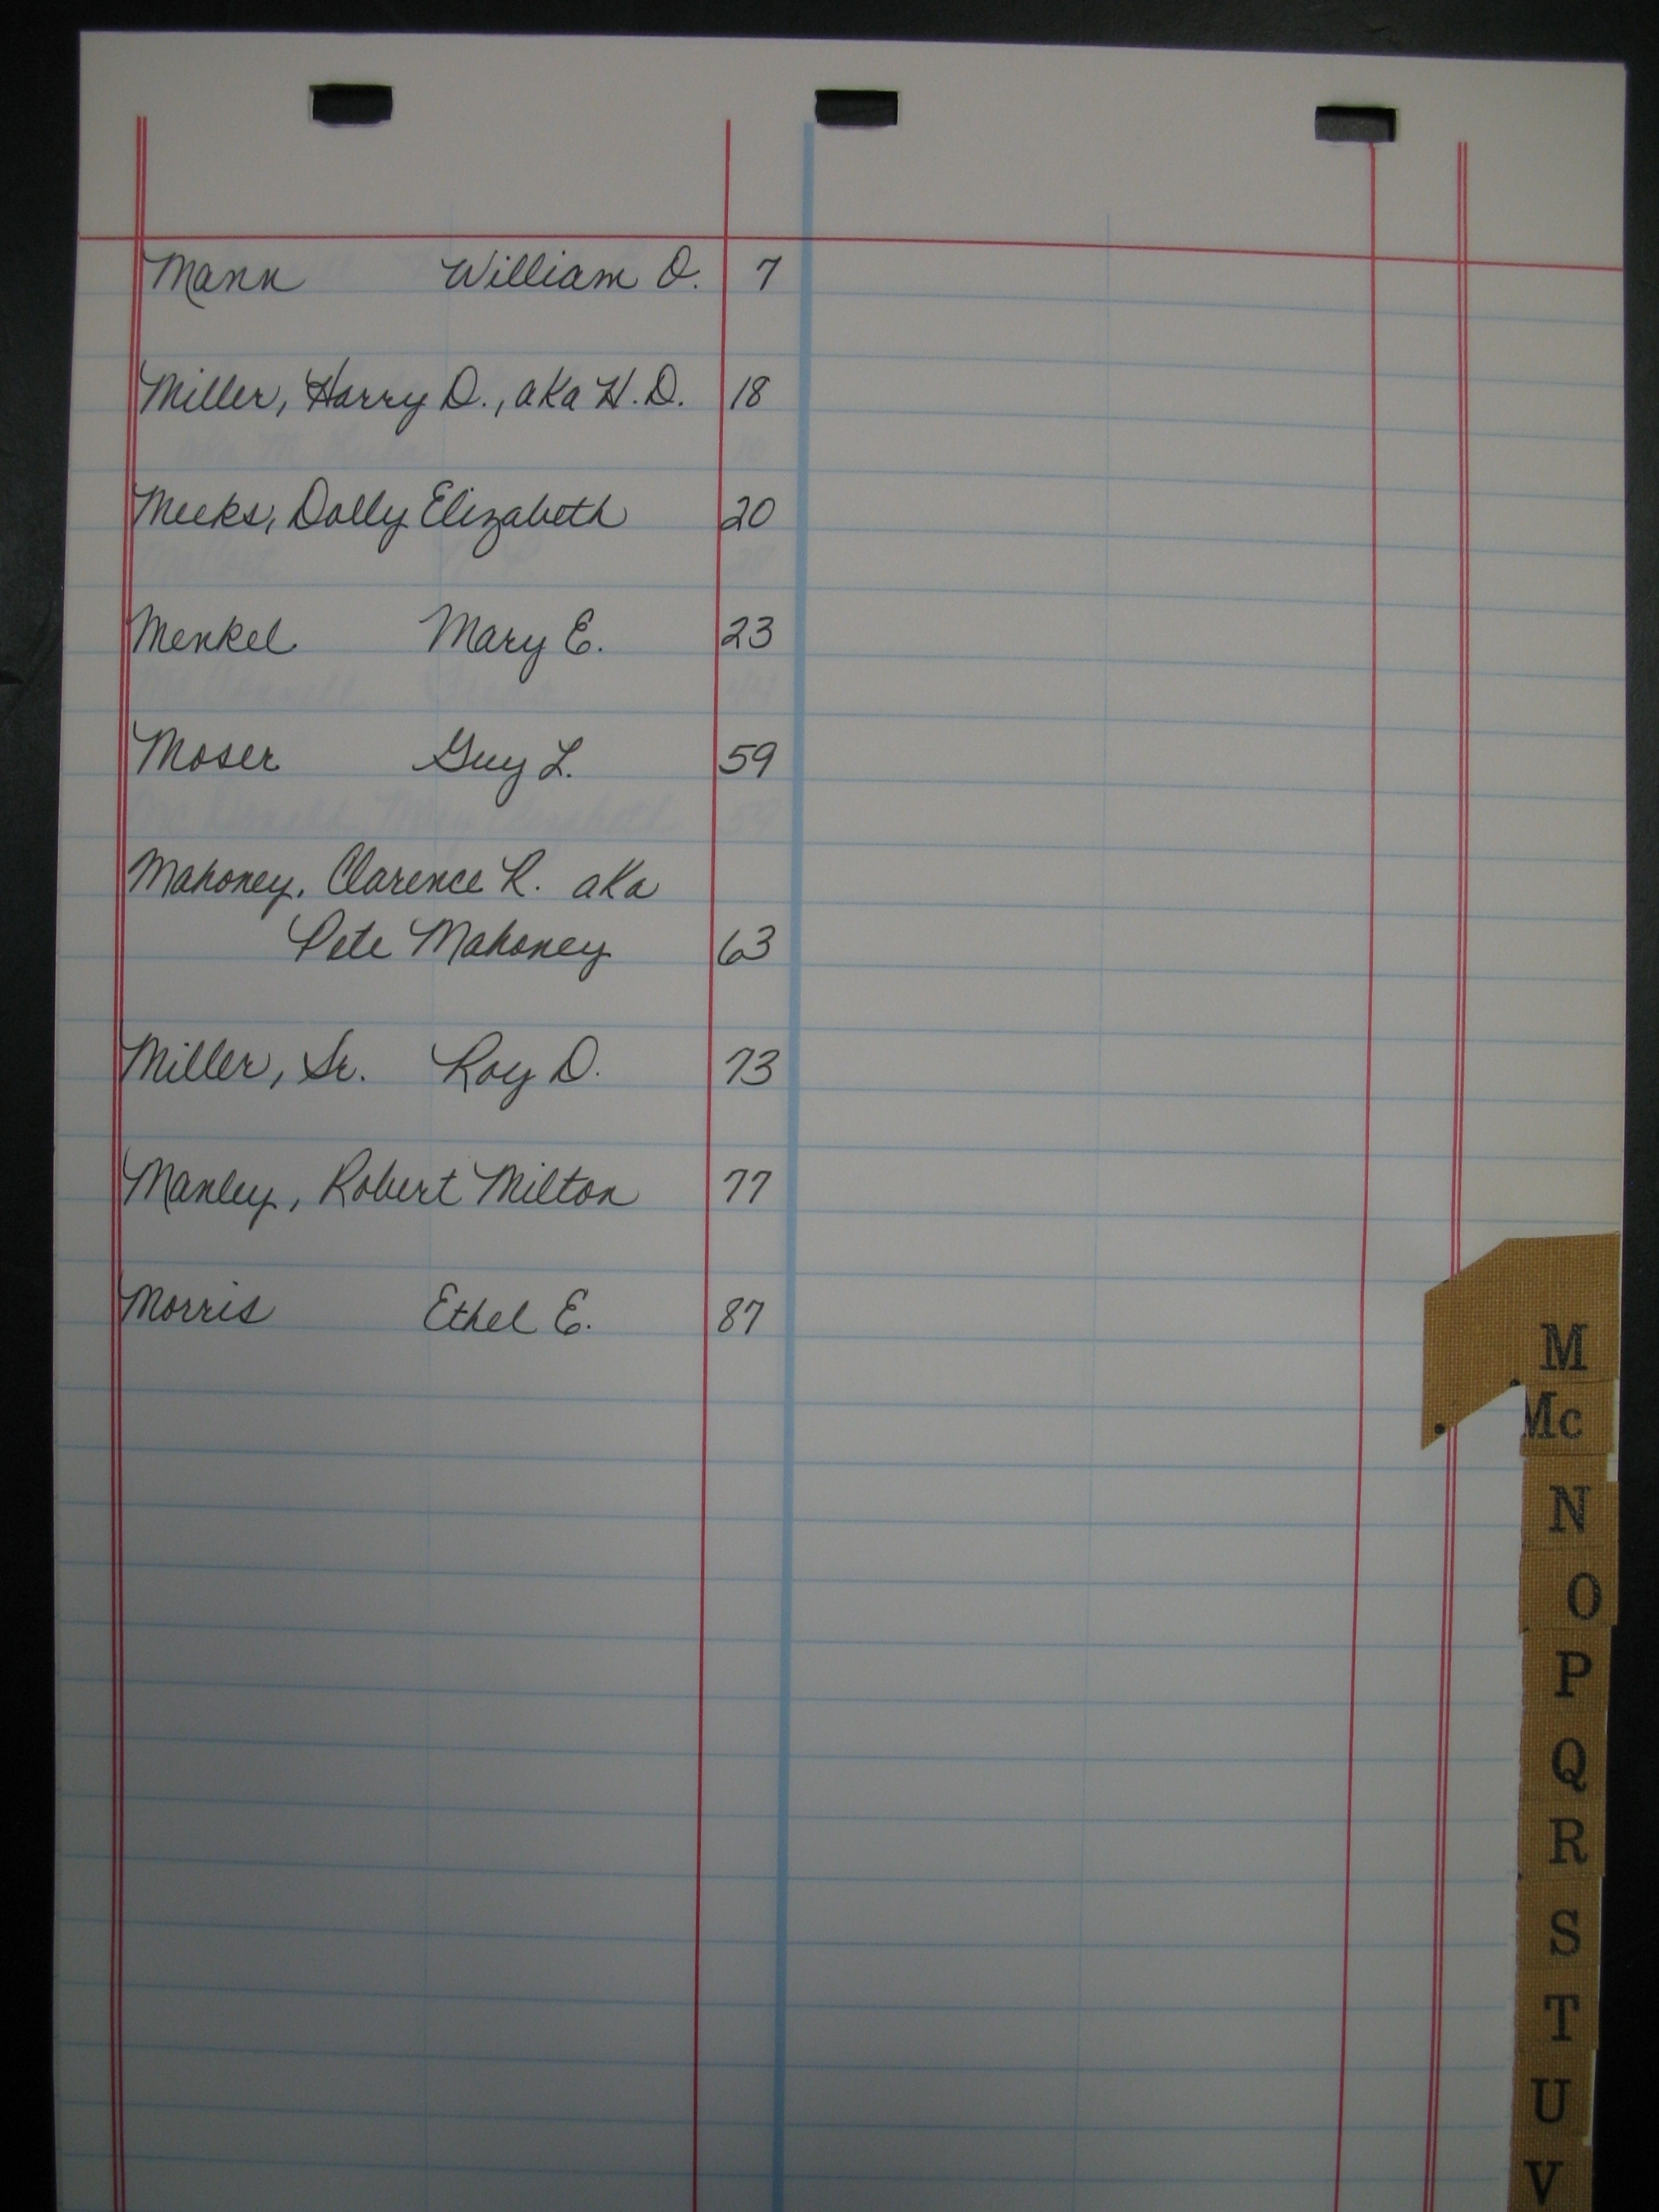 Mann William O. 7
Miller, Harry D., aka H.D. 18
Meeks, Dolly Elizabeth 20
Menkel Mary E. 23
Moser Guy L. 59
Mahoney, Clarence R. aka
Pete Mahoney 63
Miller, Sr. Roy D. 73
Manley, Robert Milton 77
Morris Ethel E. 87
M
Mc
N
O
P
Q
R
S
T
U
V